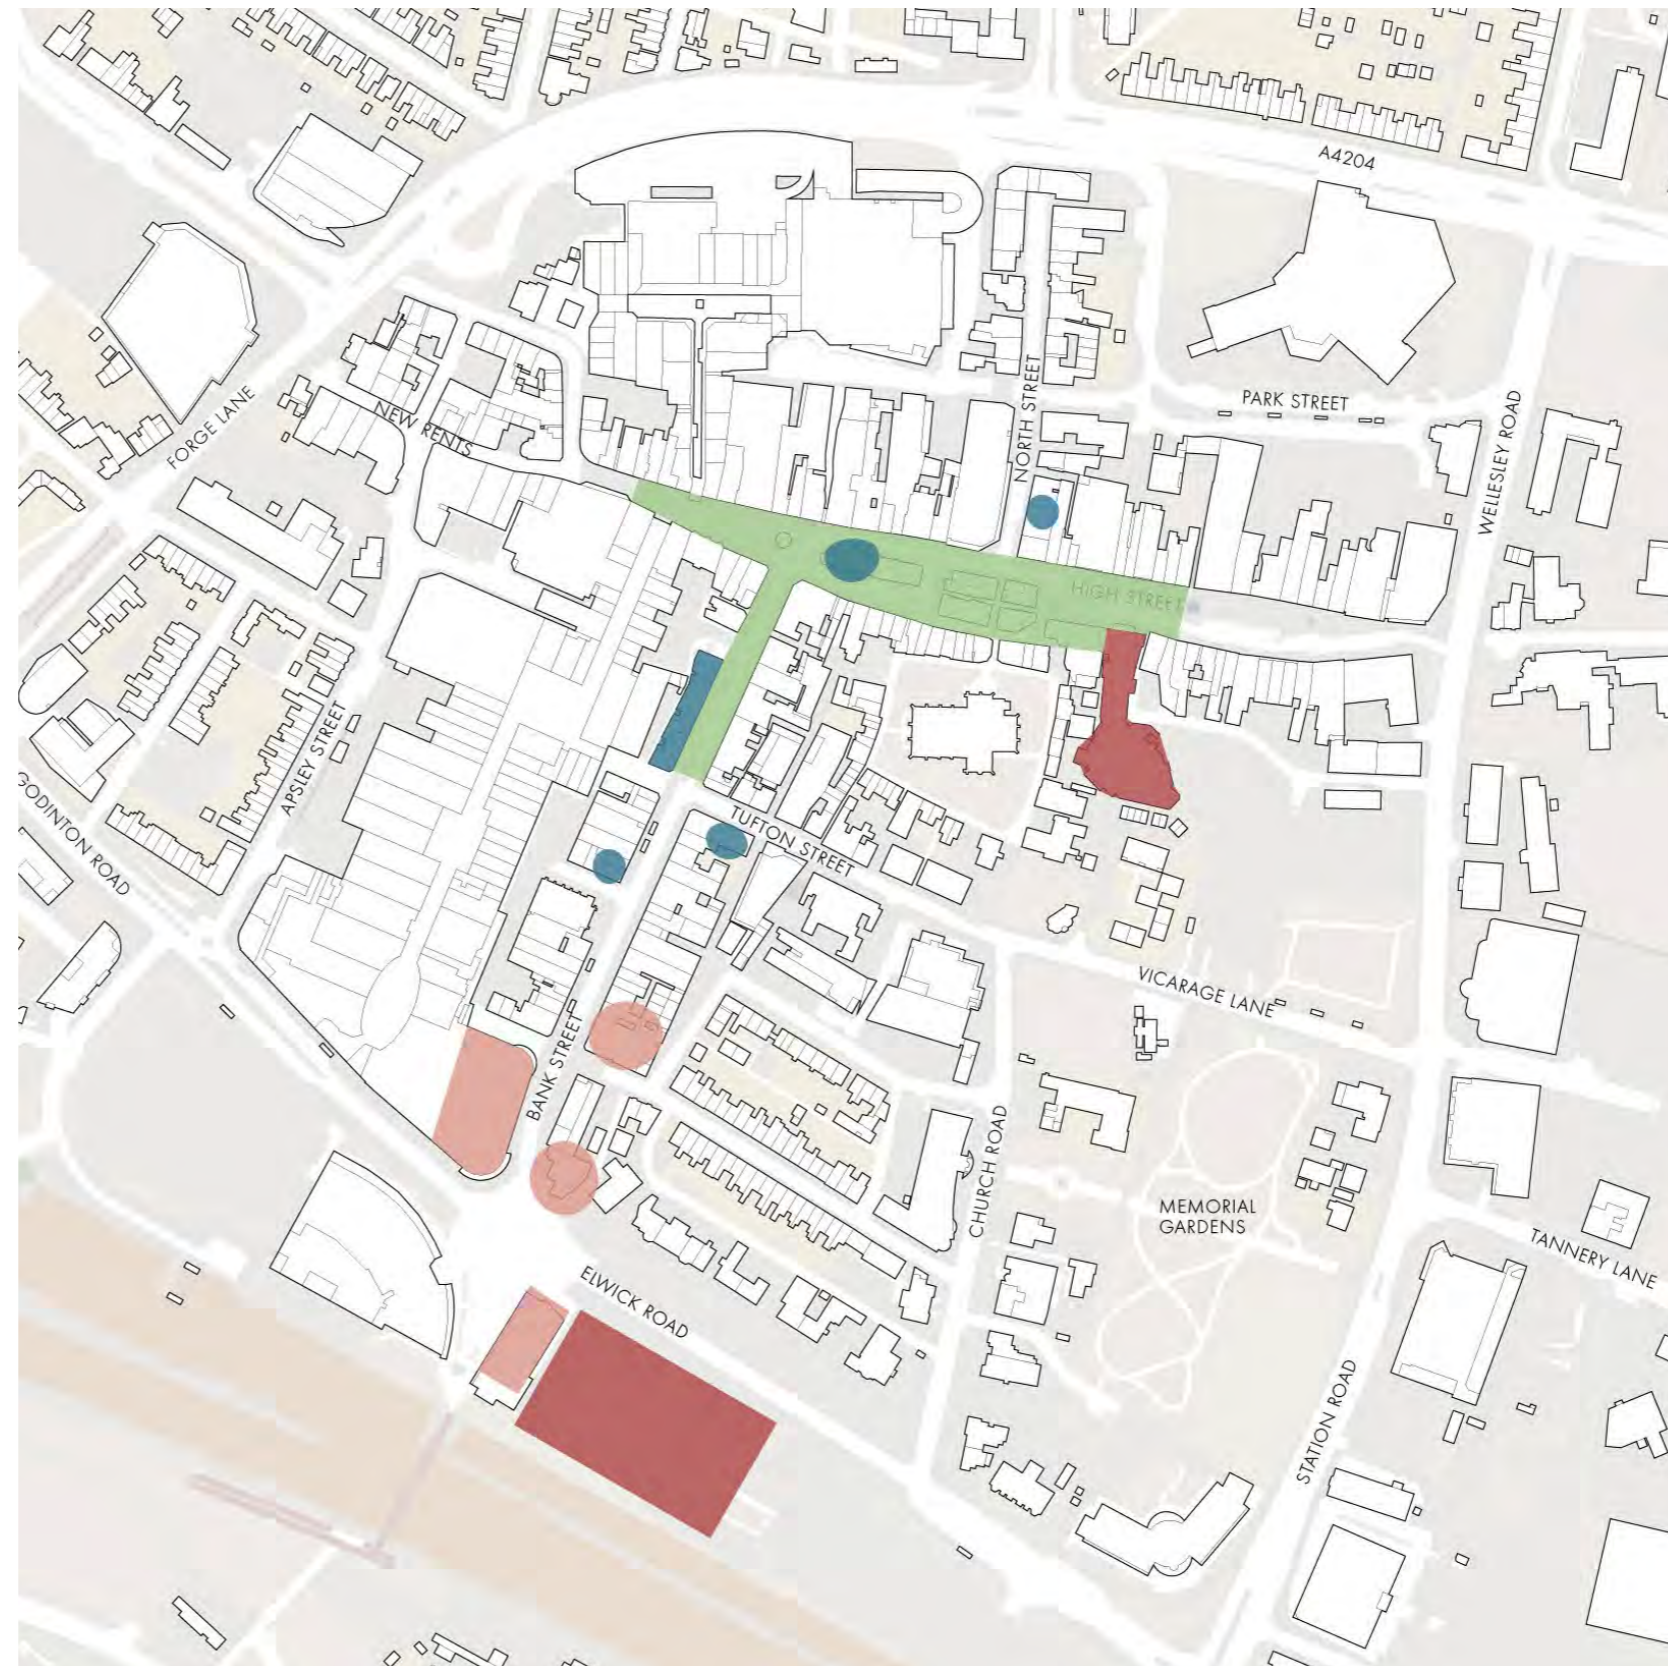 A4204
PARK STREET
NORTH STREET
WELLESLEY ROAD
NEW RENTS
FORGE LANE
HIGH STREET
APSLEY STREET
GODINTON ROAD
TUFTON STREET
VICARAGE LANE
BANK STREET
CHURCH ROAD
MEMORIAL
GARDENS
TANNERY LANE
ELWICK ROAD
STATION ROAD